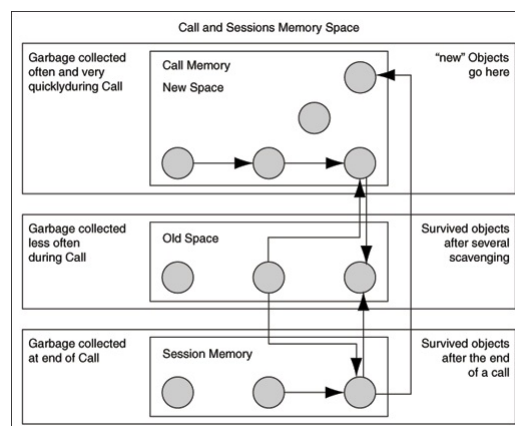 Call and Sessions Memory Space
Garbage collected
often and very
quicklyduring Call
Call Memory
New Space
“new” Objects
go here
Garbage collected
less often
during Call
Old Space
Survived objects
after several
scavenging
Garbage collected
at end of Call
Session Memory
Survived objects
after the end
of a call